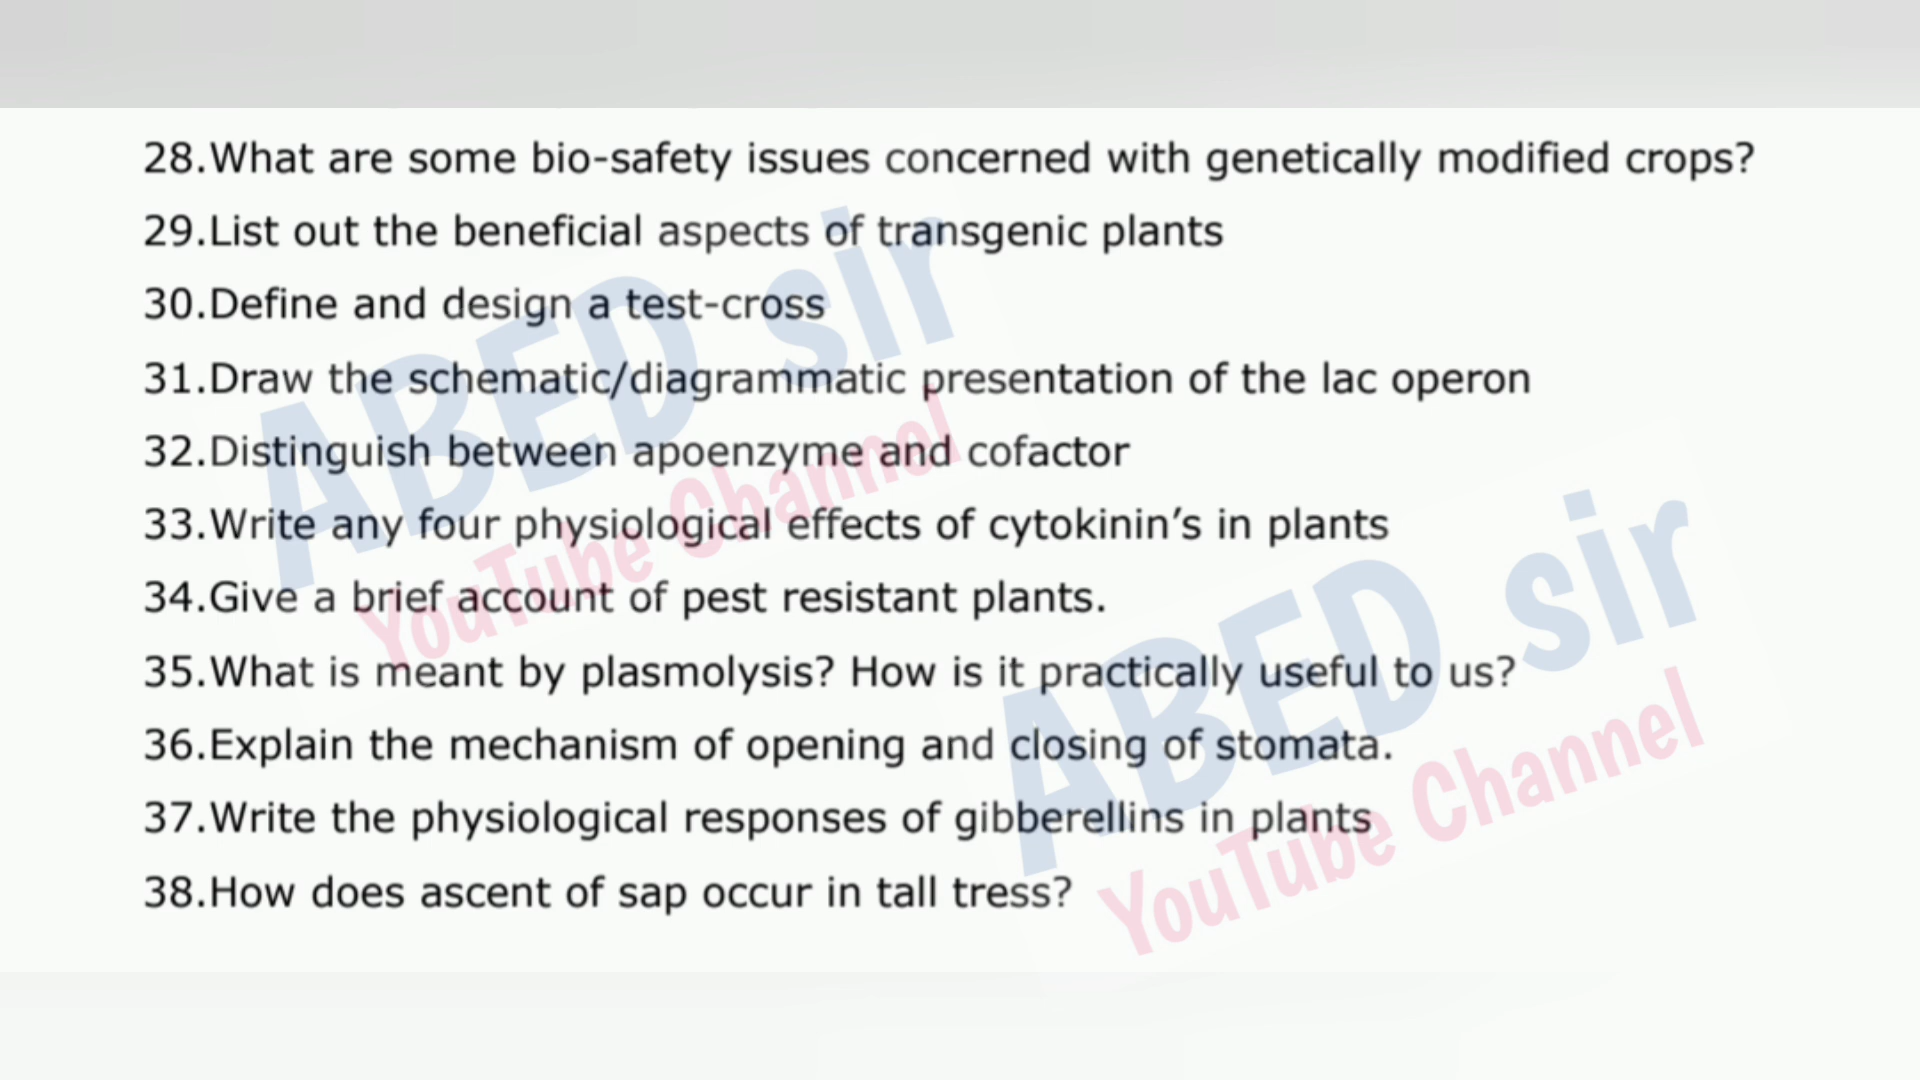 28.What are some bio-safety issues concerned with genetically modified crops?
29.List out the beneficial aspects of transgenic plants
30.Define and design a test-cross
31.Draw the schematic/diagrammatic presentation of the lac operon
32.Distinguish between apoenzyme and cofactor
33.Write any four physiological effects of cytokinin’s in plants
34.Give a brief account of pest resistant plants.
35.What is meant by plasmolysis? How is it practically useful to us?
36.Explain the mechanism of opening and closing of stomata.
37.Write the physiological responses of gibberellins in plants
38.How does ascent of sap occur in tall tress?
ABED sir
YouTube Channel
ABED sir
YouTube Channel